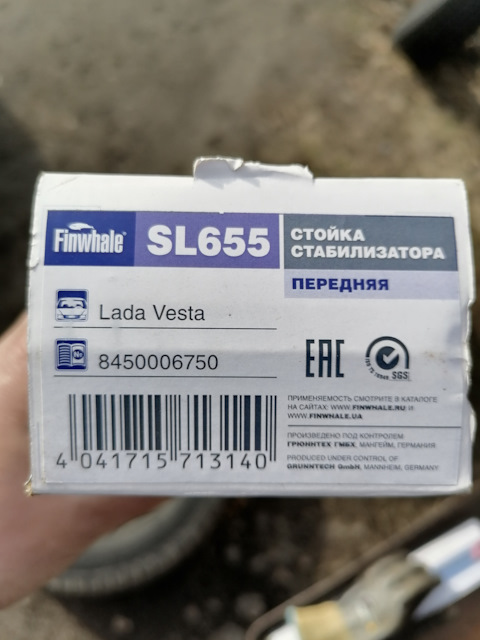 Finwhale
SL655
СТОЙКА
СТАБИЛИЗАТОРА
ПЕРЕДНЯЯ
Lada Vesta
№
8450006750
EAC
SGS
ПРИМЕНЯЕМОСТЬ СМОТРИТЕ В КАТАЛОГЕ
НА САЙТАХ: WWW.FINWHALE.RU И
WWW.FINWHALE.UA
ПРОИЗВЕДЕНО ПОД КОНТРОЛЕМ
ГРЮННТЕХ ГМБХ, МАНГЕЙМ, ГЕРМАНИЯ
PRODUCED UNDER CONTROL OF
GRUNNTECH GmbH, MANNHEIM, GERMANY
4 041715 713140